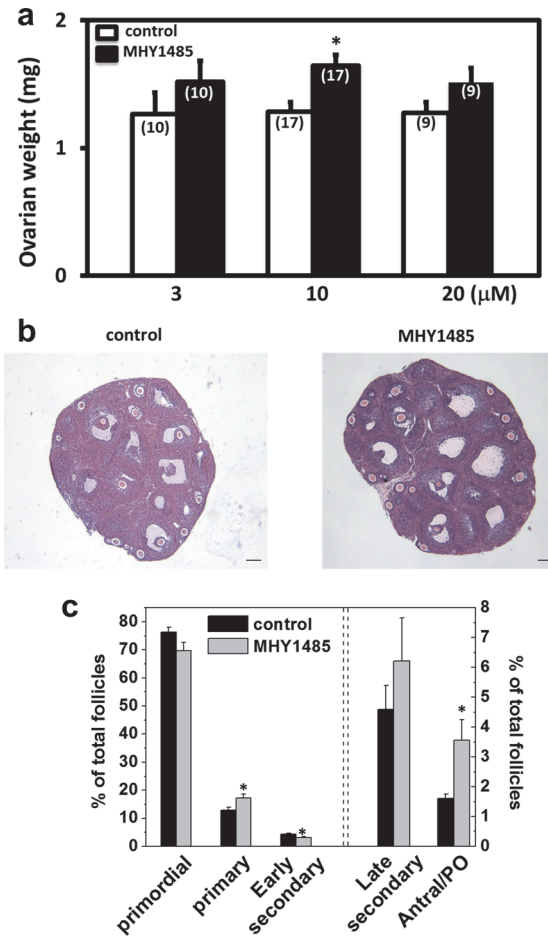 a
control
MHY1485
Ovarian weight (mg)
2
1
0
(10)
(10)
(17)
*
(17)
(9)
(9)
3
10
20 (μM)
b
control
MHY1485
c
control
MHY1485
% of total follicles
80
70
60
50
40
30
20
10
0
*
*
*
8
7
6
5
4
3
2
1
0
% of total follicles
primordial
primary
Early
secondary
Late
secondary
Antral/PO